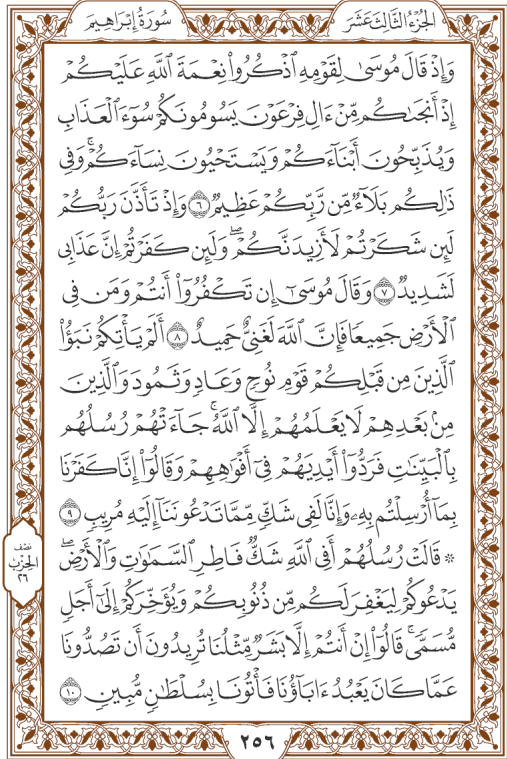 الجُزْءُ الثَّالِثَ عَشَرَ
سُورَةُ إِبْرَاهِيمَ
وَإِذْ قَالَ مُوسَىٰ لِقَوْمِهِ ٱذْكُرُوا۟ نِعْمَةَ ٱللَّهِ عَلَيْكُمْ
إِذْ أَنجَىٰكُم مِّنْ ءَالِ فِرْعَوْنَ يَسُومُونَكُمْ سُوٓءَ ٱلْعَذَابِ
وَيُذَبِّحُونَ أَبْنَآءَكُمْ وَيَسْتَحْيُونَ نِسَآءَكُمْ ۚ وَفِى
ذَٰلِكُم بَلَآءٌ مِّن رَّبِّكُمْ عَظِيمٌ ٦ وَإِذْ تَأَذَّنَ رَبُّكُمْ
لَئِن شَكَرْتُمْ لَأَزِيدَنَّكُمْ ۖ وَلَئِن كَفَرْتُمْ إِنَّ عَذَابِى
لَشَدِيدٌ ٧ وَقَالَ مُوسَىٰٓ إِن تَكْفُرُوٓا۟ أَنتُمْ وَمَن فِى
ٱلْأَرْضِ جَمِيعًا فَإِنَّ ٱللَّهَ لَغَنِىٌّ حَمِيدٌ ٨ أَلَمْ يَأْتِكُمْ نَبَؤُا۟
ٱلَّذِينَ مِن قَبْلِكُمْ قَوْمِ نُوحٍ وَعَادٍ وَثَمُودَ وَٱلَّذِينَ
مِنۢ بَعْدِهِمْ لَا يَعْلَمُهُمْ إِلَّا ٱللَّهُ ۚ جَآءَتْهُمْ رُسُلُهُم
بِٱلْبَيِّنَـٰتِ فَرَدُّوٓا۟ أَيْدِيَهُمْ فِىٓ أَفْوَٰهِهِمْ وَقَالُوٓا۟ إِنَّا كَفَرْنَا
بِمَآ أُرْسِلْتُم بِهِۦ وَإِنَّا لَفِى شَكٍّ مِّمَّا تَدْعُونَنَآ إِلَيْهِ مُرِيبٍ ٩
۞ قَالَتْ رُسُلُهُمْ أَفِى ٱللَّهِ شَكٌّ فَاطِرِ ٱلسَّمَـٰوَٰتِ وَٱلْأَرْضِ ۖ
يَدْعُوكُمْ لِيَغْفِرَ لَكُم مِّن ذُنُوبِكُمْ وَيُؤَخِّرَكُمْ إِلَىٰٓ أَجَلٍ
مُّسَمًّى ۚ قَالُوٓا۟ إِنْ أَنتُمْ إِلَّا بَشَرٌ مِّثْلُنَا تُرِيدُونَ أَن تَصُدُّونَا
عَمَّا كَانَ يَعْبُدُ ءَابَآؤُنَا فَأْتُونَا بِسُلْطَـٰنٍ مُّبِينٍ ١٠
نصف
الحزب
٢٦
٢٥٦